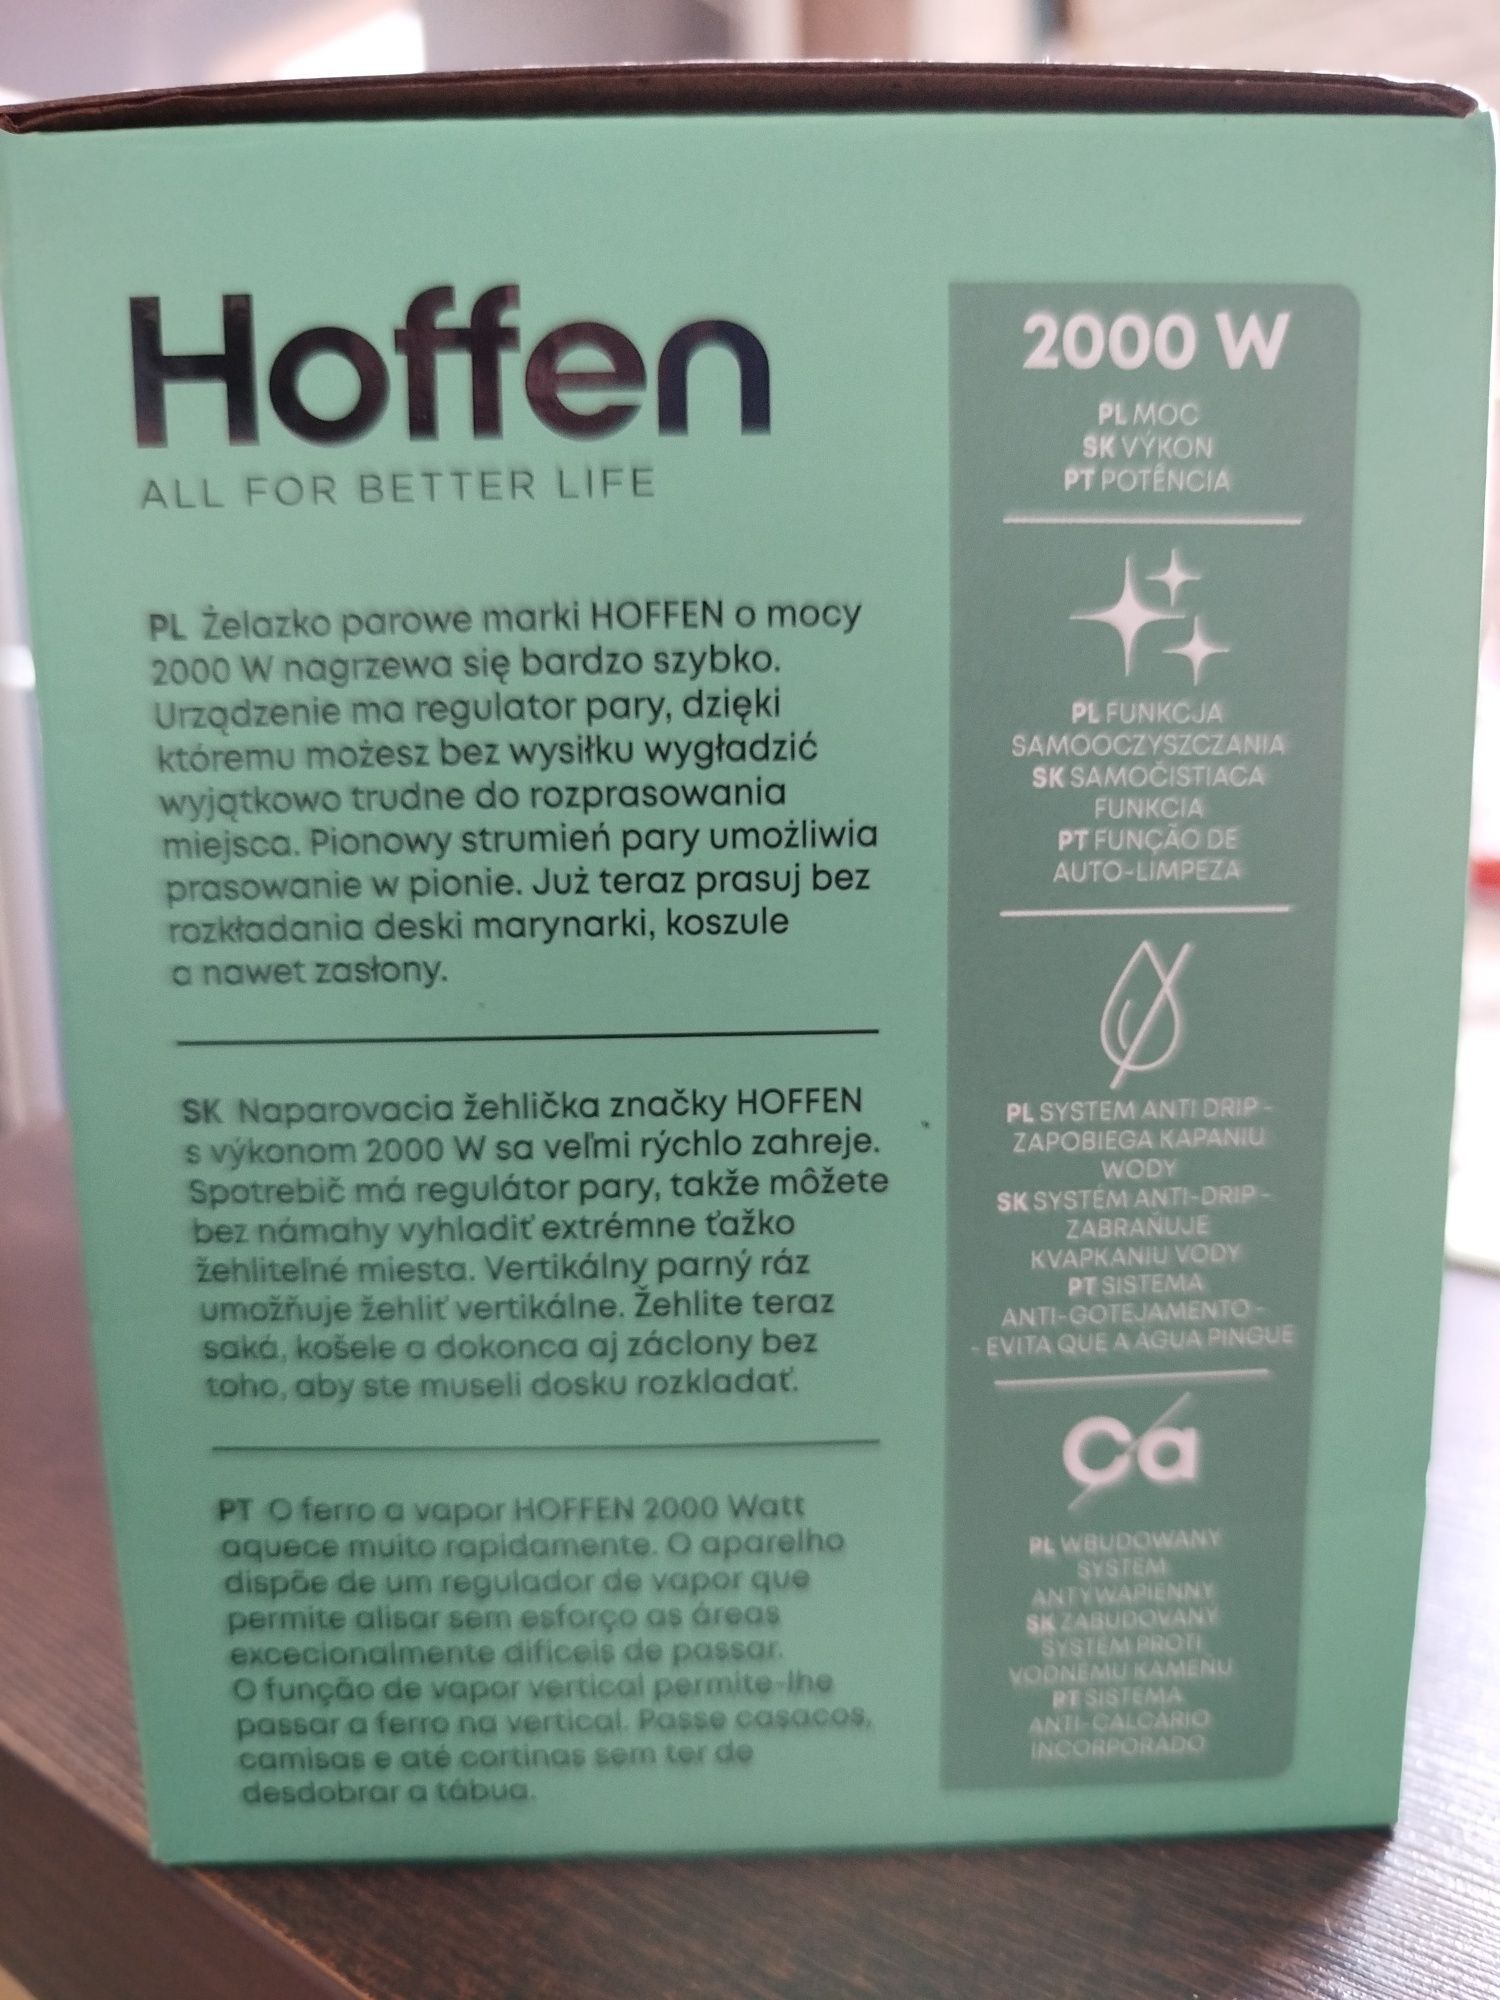 Hoffen
ALL FOR BETTER LIFE
PL Żelazko parowe marki HOFFEN o mocy
2000 W nagrzewa się bardzo szybko.
Urządzenie ma regulator pary, dzięki
któremu możesz bez wysiłku wygładzić
wyjątkowo trudne do rozprasowania
miejsca. Pionowy strumień pary umożliwia
prasowanie w pionie. Już teraz prasuj bez
rozkładania deski marynarki, koszule
a nawet zasłony.
SK Naparovacia žehlička značky HOFFEN
s výkonom 2000 W sa veľmi rýchlo zahreje.
Spotrebič má regulátor pary, takže môžete
bez námahy vyhladiť extrémne ťažko
žehliteľné miesta. Vertikálny parný ráz
umožňuje žehliť vertikálne. Žehlite teraz
saká, košele a dokonca aj záclony bez
toho, aby ste museli dosku rozkladať.
PT O ferro a vapor HOFFEN 2000 Watt
aquece muito rapidamente. O aparelho
dispõe de um regulador de vapor que
permite alisar sem esforço as áreas
excecionalmente difíceis de passar.
O função de vapor vertical permite-lhe
passar a ferro na vertical. Passe casacos,
camisas e até cortinas sem ter de
desdobrar a tábua.
2000 W
PL MOC
SK VÝKON
PT POTÊNCIA
PL FUNKCJA
SAMOOCZYSZCZANIA
SK SAMOČISTIACA
FUNKCIA
PT FUNÇÃO DE
AUTO-LIMPEZA
PL SYSTEM ANTI DRIP -
ZAPOBIEGA KAPANIU
WODY
SK SYSTÉM ANTI-DRIP -
ZABRAŇUJE
KVAPKANIU VODY
PT SISTEMA
ANTI-GOTEJAMENTO -
- EVITA QUE A ÁGUA PINGUE
Ca
PL WBUDOWANY
SYSTEM
ANTYWAPIENNY
SK ZABUDOVANÝ
SYSTÉM PROTI
VODNÉMU KAMEŇU
PT SISTEMA
ANTI-CALCÁRIO
INCORPORADO